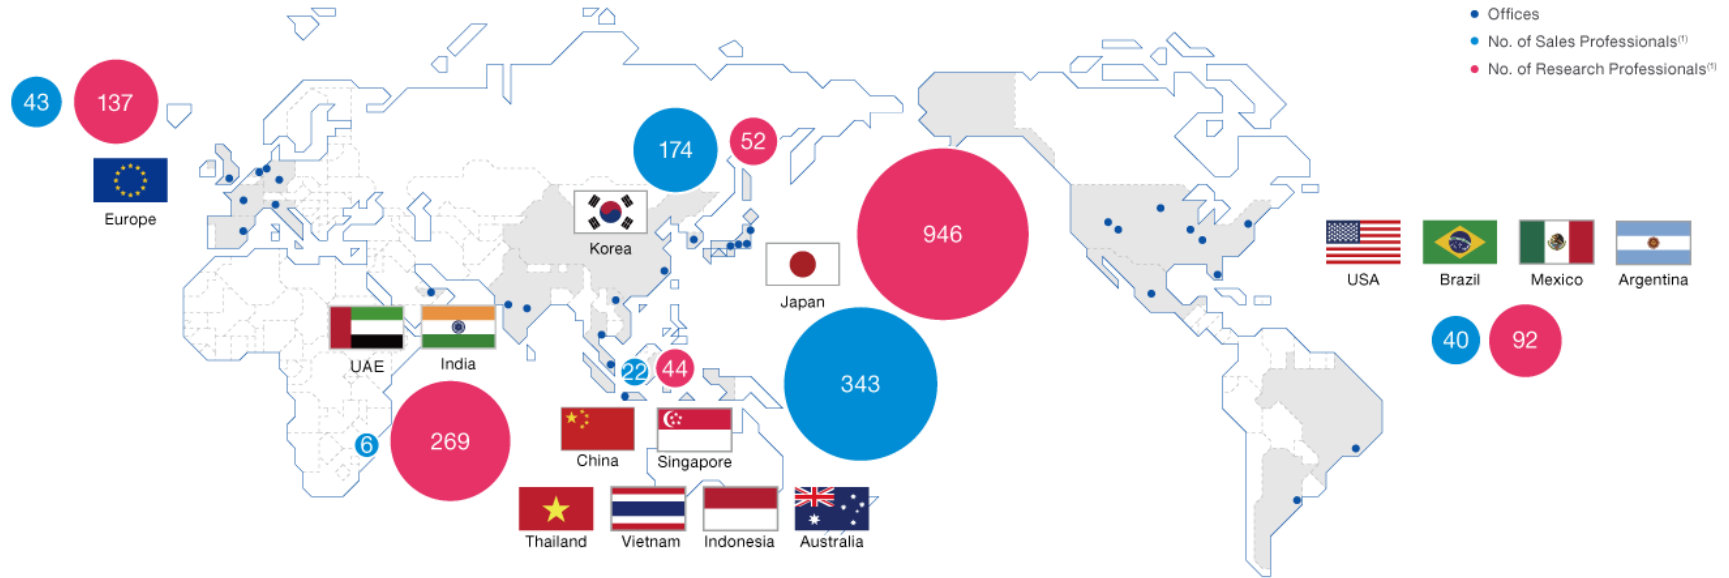 Offices
No. of Sales Professionals(1)
No. of Research Professionals(1)
43
137
Europe
174
52
Korea
946
Japan
343
USA
Brazil
Mexico
Argentina
40
92
UAE
India
6
269
22
44
China
Singapore
Thailand
Vietnam
Indonesia
Australia